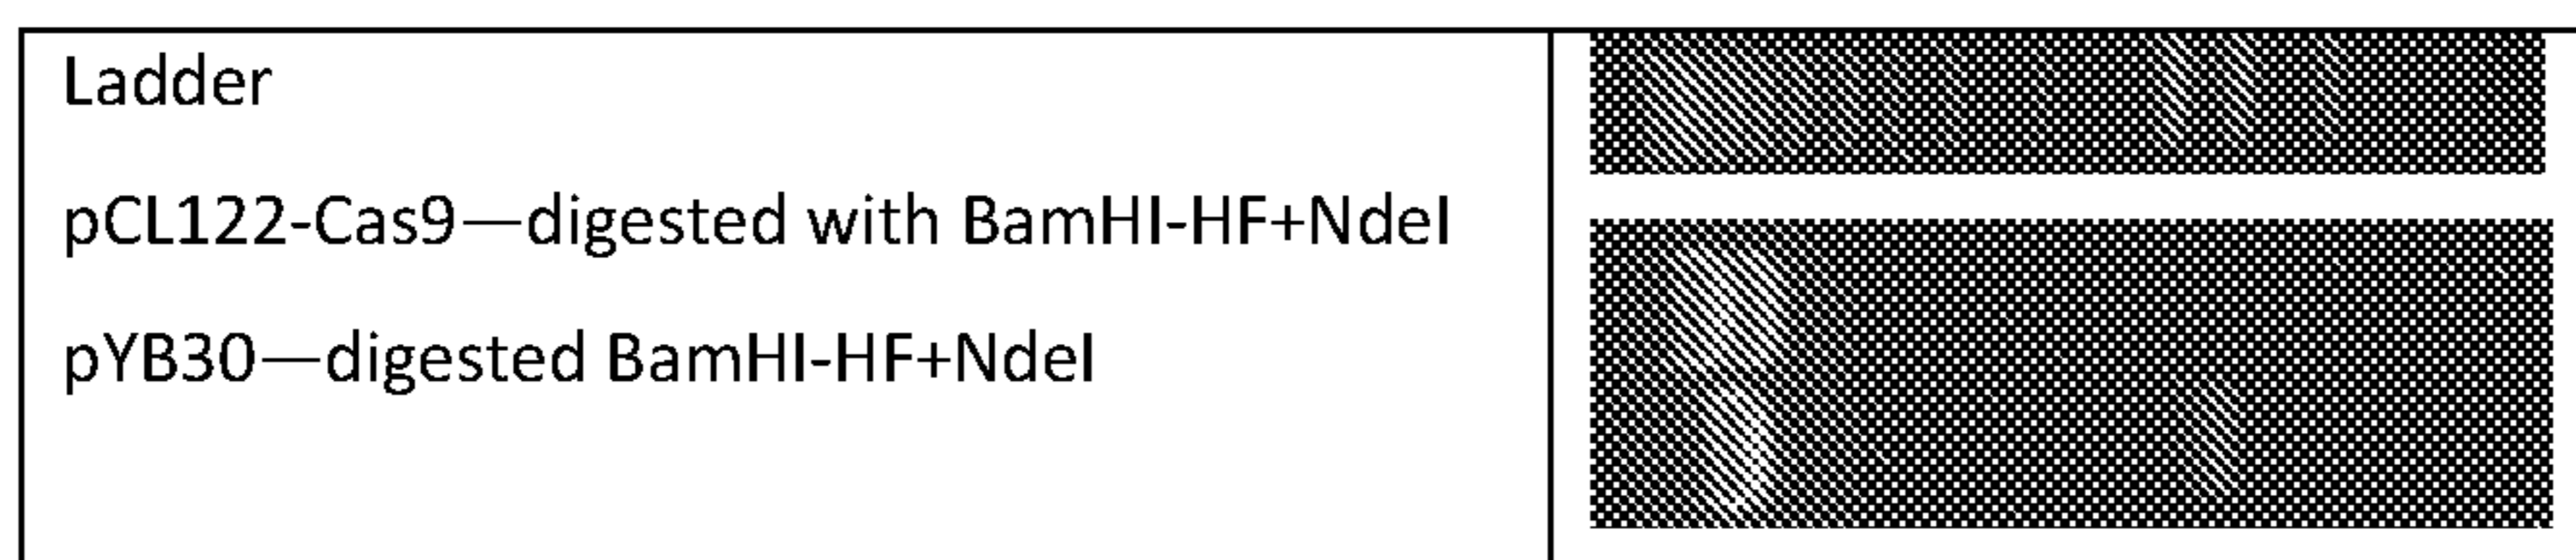 Ladder
pCL122-Cas9—digested with BamHI-HF+NdeI
pYB30—digested BamHI-HF+NdeI